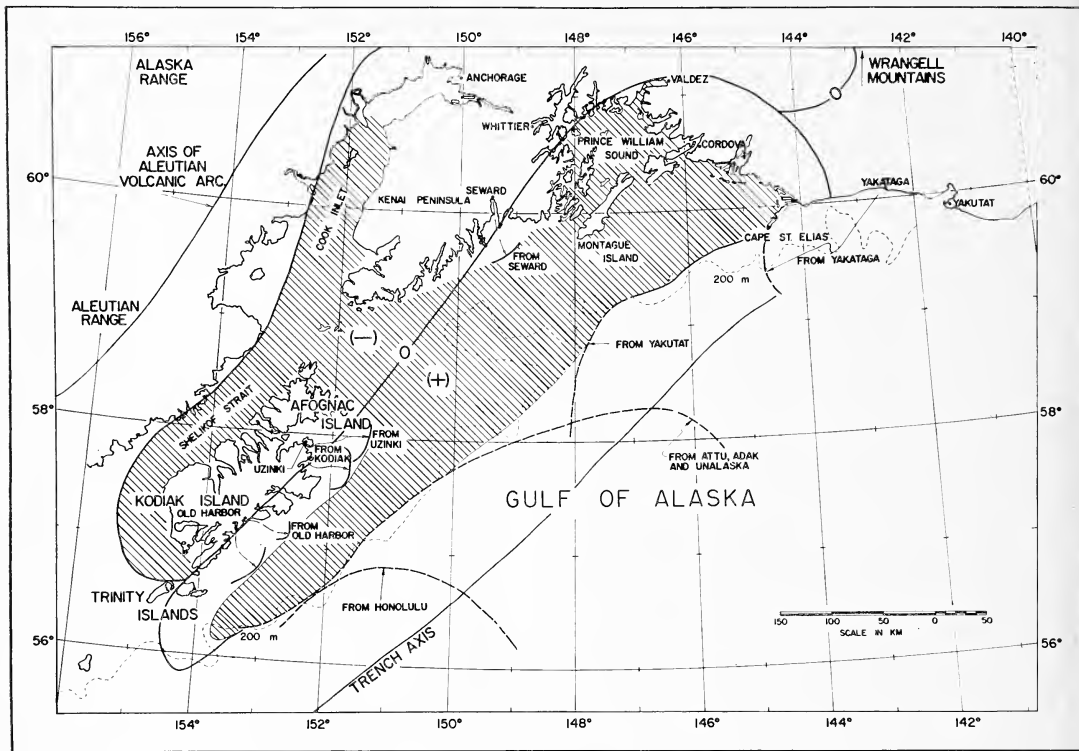 156° 154° 152° 150° 148° 146° 144° 142° 140°
ALASKA
RANGE
ANCHORAGE
VALDEZ
WRANGELL
MOUNTAINS
0
WHITTIER
PRINCE WILLIAM
SOUND
CORDOVA
AXIS OF
ALEUTIAN
VOLCANIC ARC
60°
60°
COOK INLET
KENAI PENINSULA
SEWARD
YAKATAGA
YAKUTAT
FROM
SEWARD
MONTAGUE
ISLAND
CAPE ST. ELIAS
FROM YAKATAGA
200 m
ALEUTIAN
RANGE
(—)
0
(+)
FROM YAKUTAT
58°
58°
SHELIKOF STRAIT
AFOGNAC
ISLAND
FROM
UZINKI
UZINKI
FROM
KODIAK
FROM ATTU, ADAK
AND UNALASKA
KODIAK ISLAND
OLD HARBOR
GULF OF ALASKA
FROM
OLD HARBOR
TRINITY
ISLANDS
FROM HONOLULU
200 m
150 100 50 0 50
SCALE IN KM
56°
56°
TRENCH AXIS
154° 152° 150° 148° 146° 144° 142°